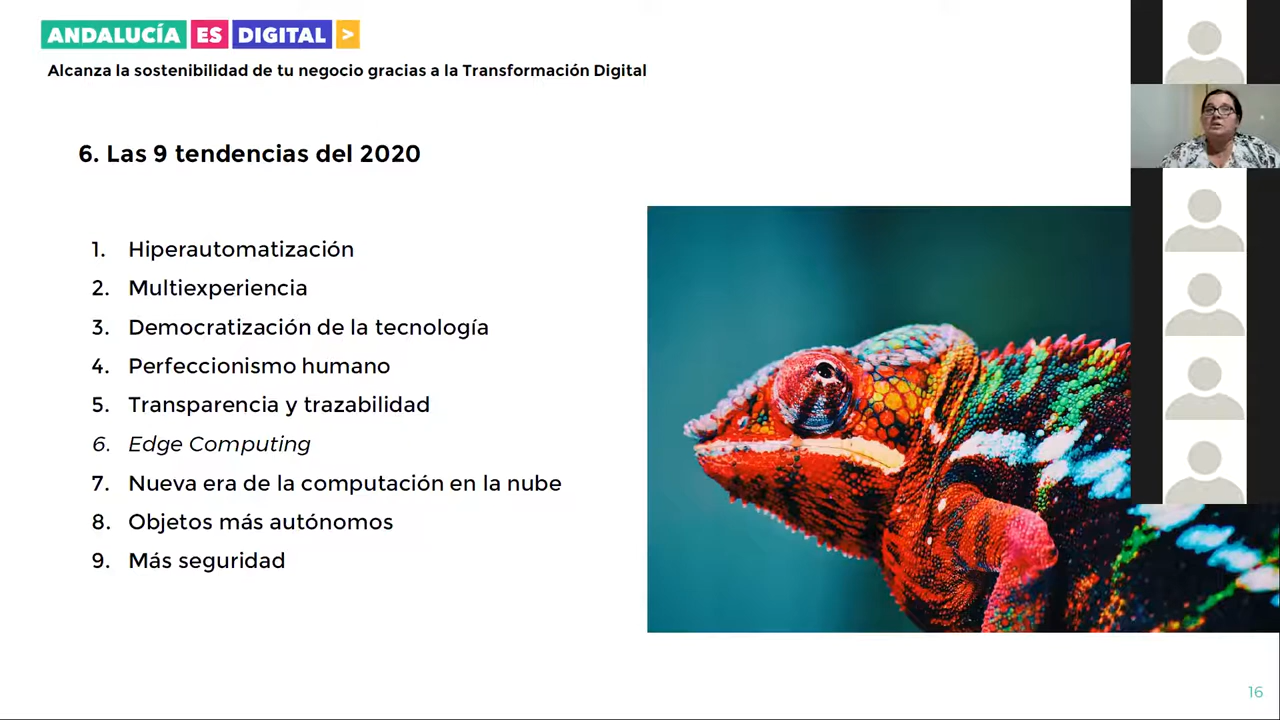 ANDALUCÍA ES DIGITAL >
Alcanza la sostenibilidad de tu negocio gracias a la Transformación Digital
6. Las 9 tendencias del 2020
1. Hiperautomatización
2. Multiexperiencia
3. Democratización de la tecnología
4. Perfeccionismo humano
5. Transparencia y trazabilidad
6. Edge Computing
7. Nueva era de la computación en la nube
8. Objetos más autónomos
9. Más seguridad
16